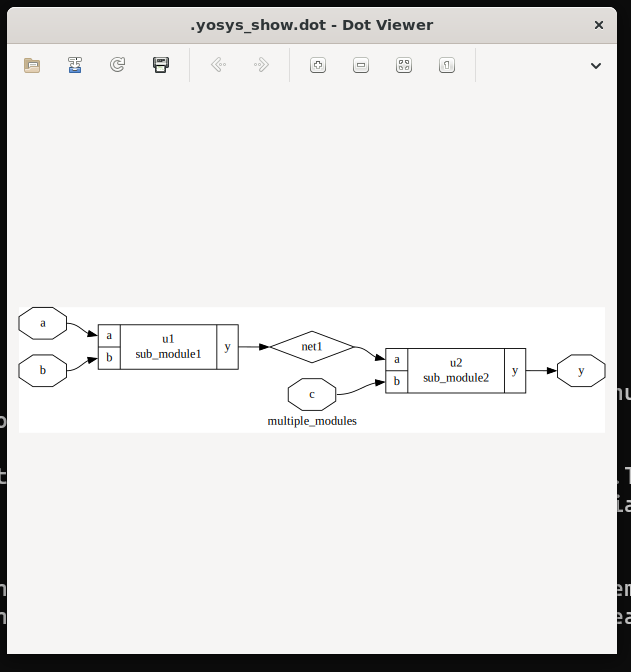 .yosys_show.dot - Dot Viewer
a
b
a
b
u1
sub_module1
y
net1
c
a
b
u2
sub_module2
y
y
multiple_modules